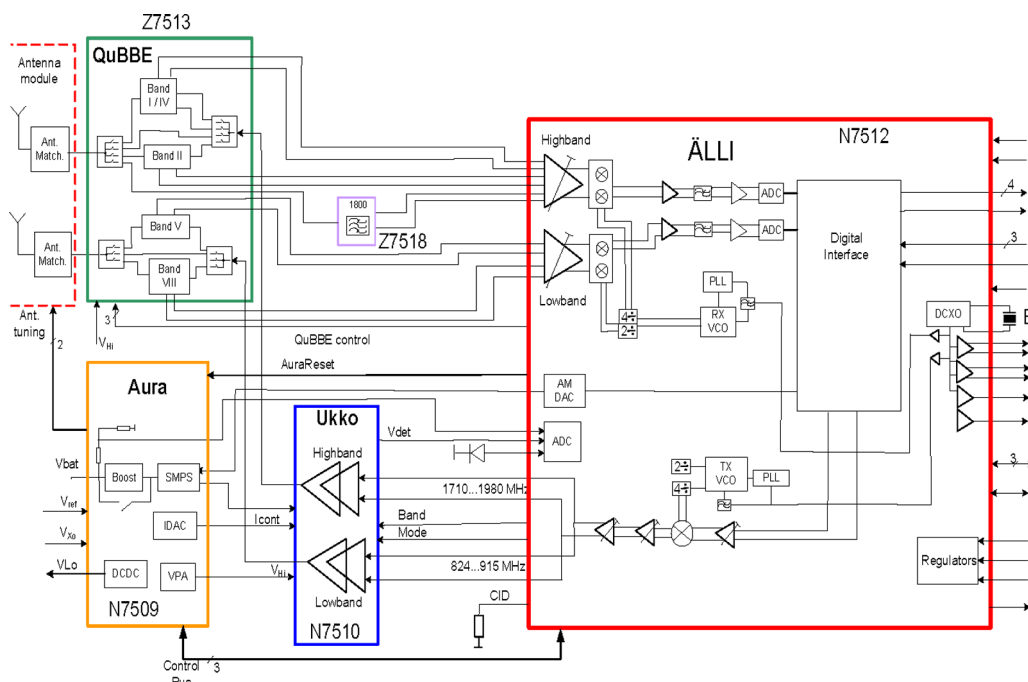 Z7513
QuBBE
Antenna
module
Band
I / IV
Ant.
Match.
Band II
Band V
Ant.
Match.
Band
VIII
1800
Z7518
Highband
ÄLLI
N7512
ADC
ADC
Lowband
Digital
Interface
PLL
RX
VCO
4÷
2÷
4
3
DCXO
Ant.
tuning
2
3
VHi
QuBBE control
AuraReset
Aura
Ukko
AM
DAC
Vdet
ADC
Highband
Vbat
Boost
SMPS
1710...1980 MHz
2÷
4÷
TX
VCO
PLL
3
Vref
IDAC
Icont
Band
Mode
VXo
VLo
DCDC
VPA
VHi
824...915 MHz
Lowband
Regulators
CID
N7509
N7510
Control
3